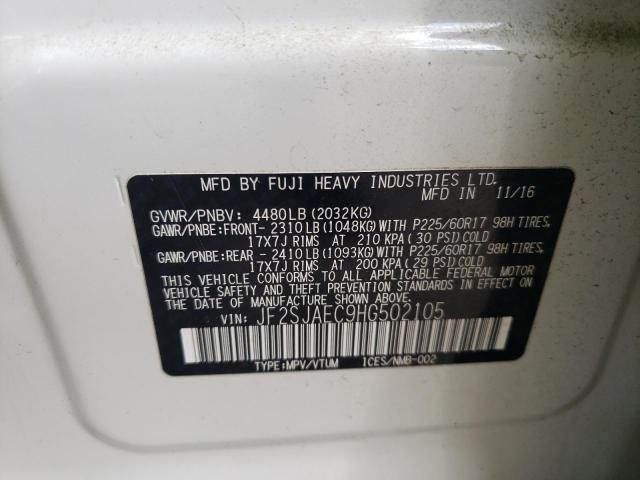 MFD BY FUJI HEAVY INDUSTRIES LTD.
MFD IN 11/16
GVWR/PNBV: 4480LB(2032KG)
GAWR/PNBE:FRONT-2310LB(1048KG)WITH P225/60R17 98H TIRES,
17X7J RIMS AT 210 KPA(30 PSI)COLD
GAWR/PNBE:REAR -2410LB(1093KG)WITH P225/60R17 98H TIRES,
17X7J RIMS AT 200 KPA(29 PSI)COLD
THIS VEHICLE CONFORMS TO ALL APPLICABLE FEDERAL MOTOR
VEHICLE SAFETY AND THEFT PREVENTION STANDARDS IN EFFECT
ON THE DATE OF MANUFACTURE SHOWN ABOVE.
VIN: JF2SJAEC9HG502105
TYPE:MPV/VTUM ICES/NMB-002